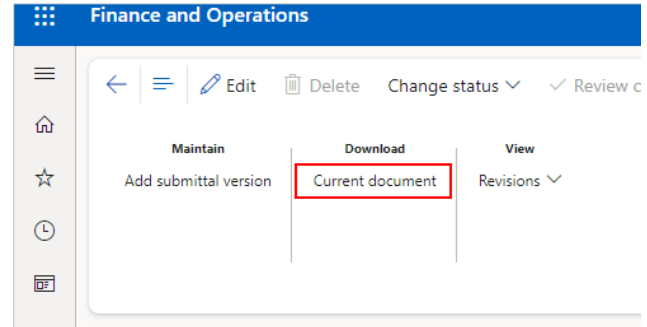 Finance and Operations
Edit Delete Change status Review
Maintain Download View
Add submittal version Current document Revisions